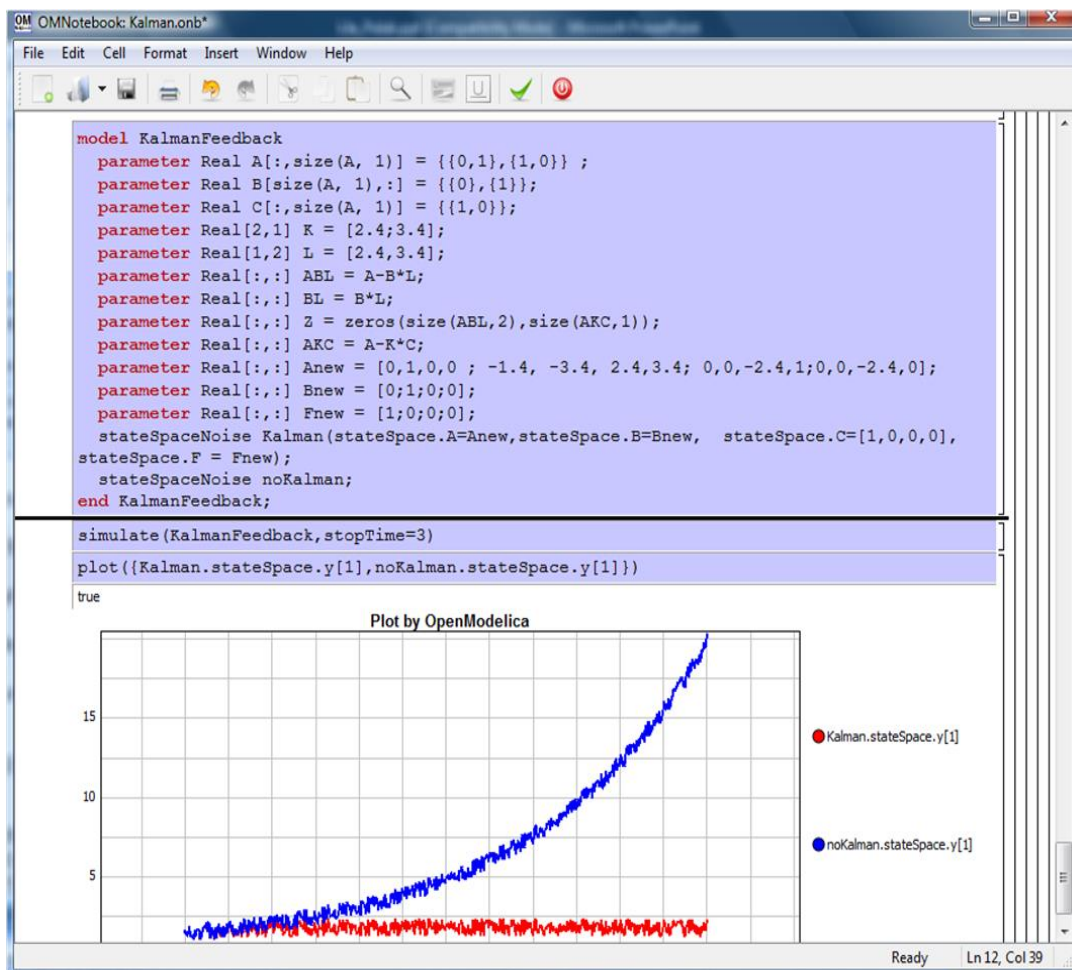 OM
OMNotebook: Kalman.onb*
File Edit Cell Format Insert Window Help
model KalmanFeedback
parameter Real A[:,size(A, 1)] = {{0,1},{1,0}} ;
parameter Real B[size(A, 1),:] = {{0},{1}};
parameter Real C[:,size(A, 1)] = {{1,0}};
parameter Real[2,1] K = [2.4;3.4];
parameter Real[1,2] L = [2.4,3.4];
parameter Real[:,:] ABL = A-B*L;
parameter Real[:,:] BL = B*L;
parameter Real[:,:] Z = zeros(size(ABL,2),size(AKC,1));
parameter Real[:,:] AKC = A-K*C;
parameter Real[:,:] Anew = [0,1,0,0 ; -1.4, -3.4, 2.4,3.4; 0,0,-2.4,1;0,0,-2.4,0];
parameter Real[:,:] Bnew = [0;1;0;0];
parameter Real[:,:] Fnew = [1;0;0;0];
stateSpaceNoise Kalman(stateSpace.A=Anew,stateSpace.B=Bnew, stateSpace.C=[1,0,0,0],
stateSpace.F = Fnew);
stateSpaceNoise noKalman;
end KalmanFeedback;
simulate(KalmanFeedback,stopTime=3)
plot({Kalman.stateSpace.y[1],noKalman.stateSpace.y[1]})
true
Plot by OpenModelica
15
Kalman.stateSpace.y[1]
10
noKalman.stateSpace.y[1]
5
Ready Ln 12, Col 39